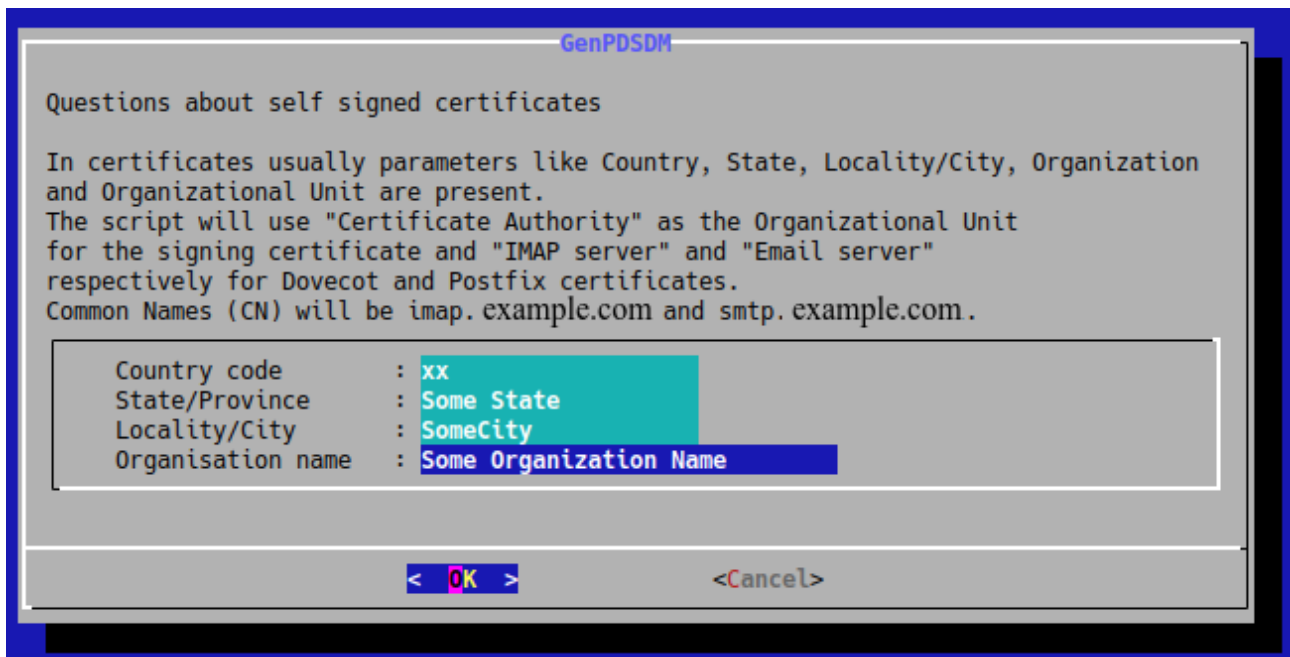 GenPDSDM
Questions about self signed certificates
In certificates usually parameters like Country, State, Locality/City, Organization
and Organizational Unit are present.
The script will use "Certificate Authority" as the Organizational Unit
for the signing certificate and "IMAP server" and "Email server"
respectively for Dovecot and Postfix certificates.
Common Names (CN) will be imap. example.com and smtp. example.com.
Country code : xx
State/Province : Some State
Locality/City : SomeCity
Organisation name : Some Organization Name
< OK > <Cancel>